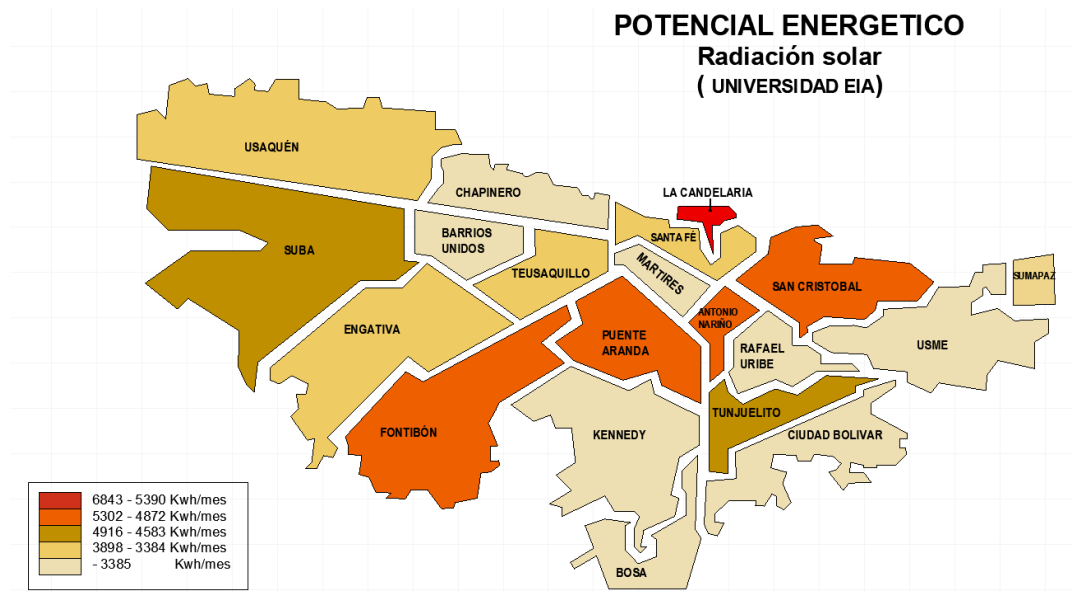 POTENCIAL ENERGETICO
Radiación solar
( UNIVERSIDAD EIA)
USAQUÉN
CHAPINERO
LA CANDELARIA
BARRIOS
UNIDOS
SANTA FÉ
SUBA
TEUSAQUILLO
MARTIRES
SAN CRISTOBAL
SUMAPAZ
ENGATIVA
PUENTE
ARANDA
ANTONIO
NARIÑO
RAFAEL
URIBE
USME
FONTIBÓN
KENNEDY
TUNJUELITO
CIUDAD BOLIVAR
BOSA
6843 - 5390 Kwh/mes
5302 - 4872 Kwh/mes
4916 - 4583 Kwh/mes
3898 - 3384 Kwh/mes
- 3385 Kwh/mes